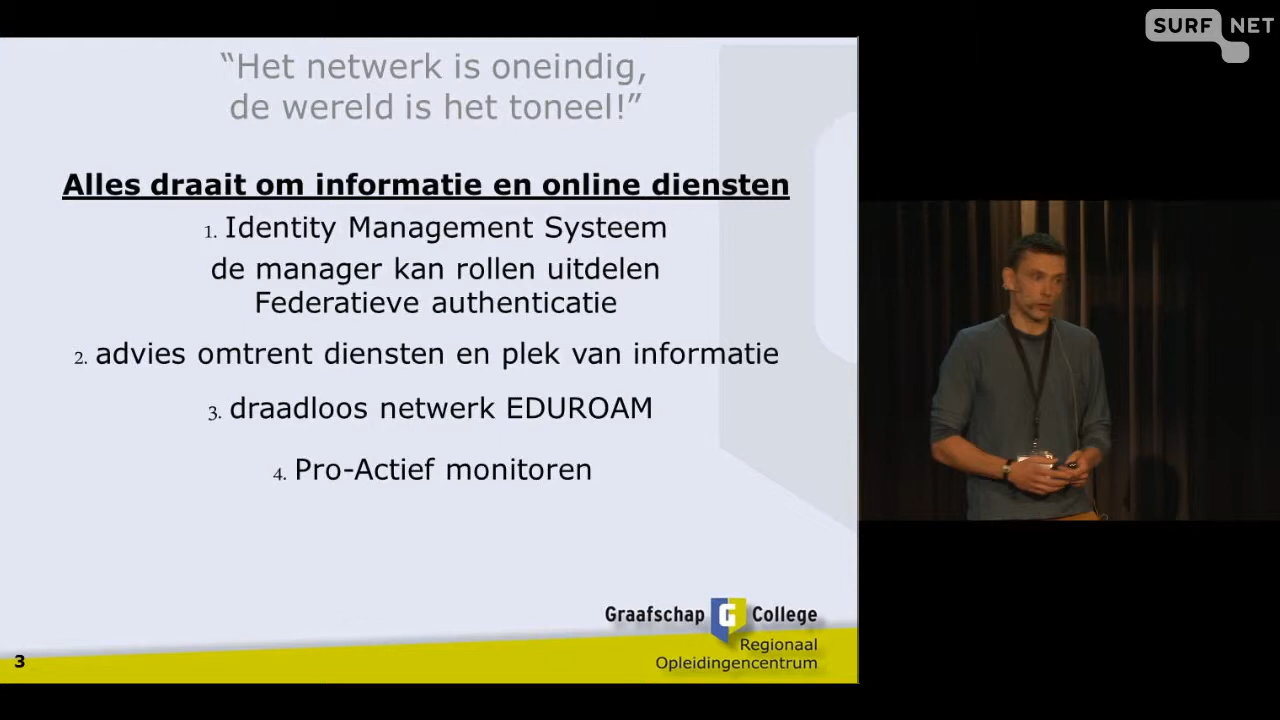 SURF NET
“Het netwerk is oneindig,
de wereld is het toneel!”
Alles draait om informatie en online diensten
1. Identity Management Systeem
de manager kan rollen uitdelen
Federatieve authenticatie
2. advies omtrent diensten en plek van informatie
3. draadloos netwerk EDUROAM
4. Pro-Actief monitoren
Graafschap G College
Regionaal
Opleidingencentrum
3